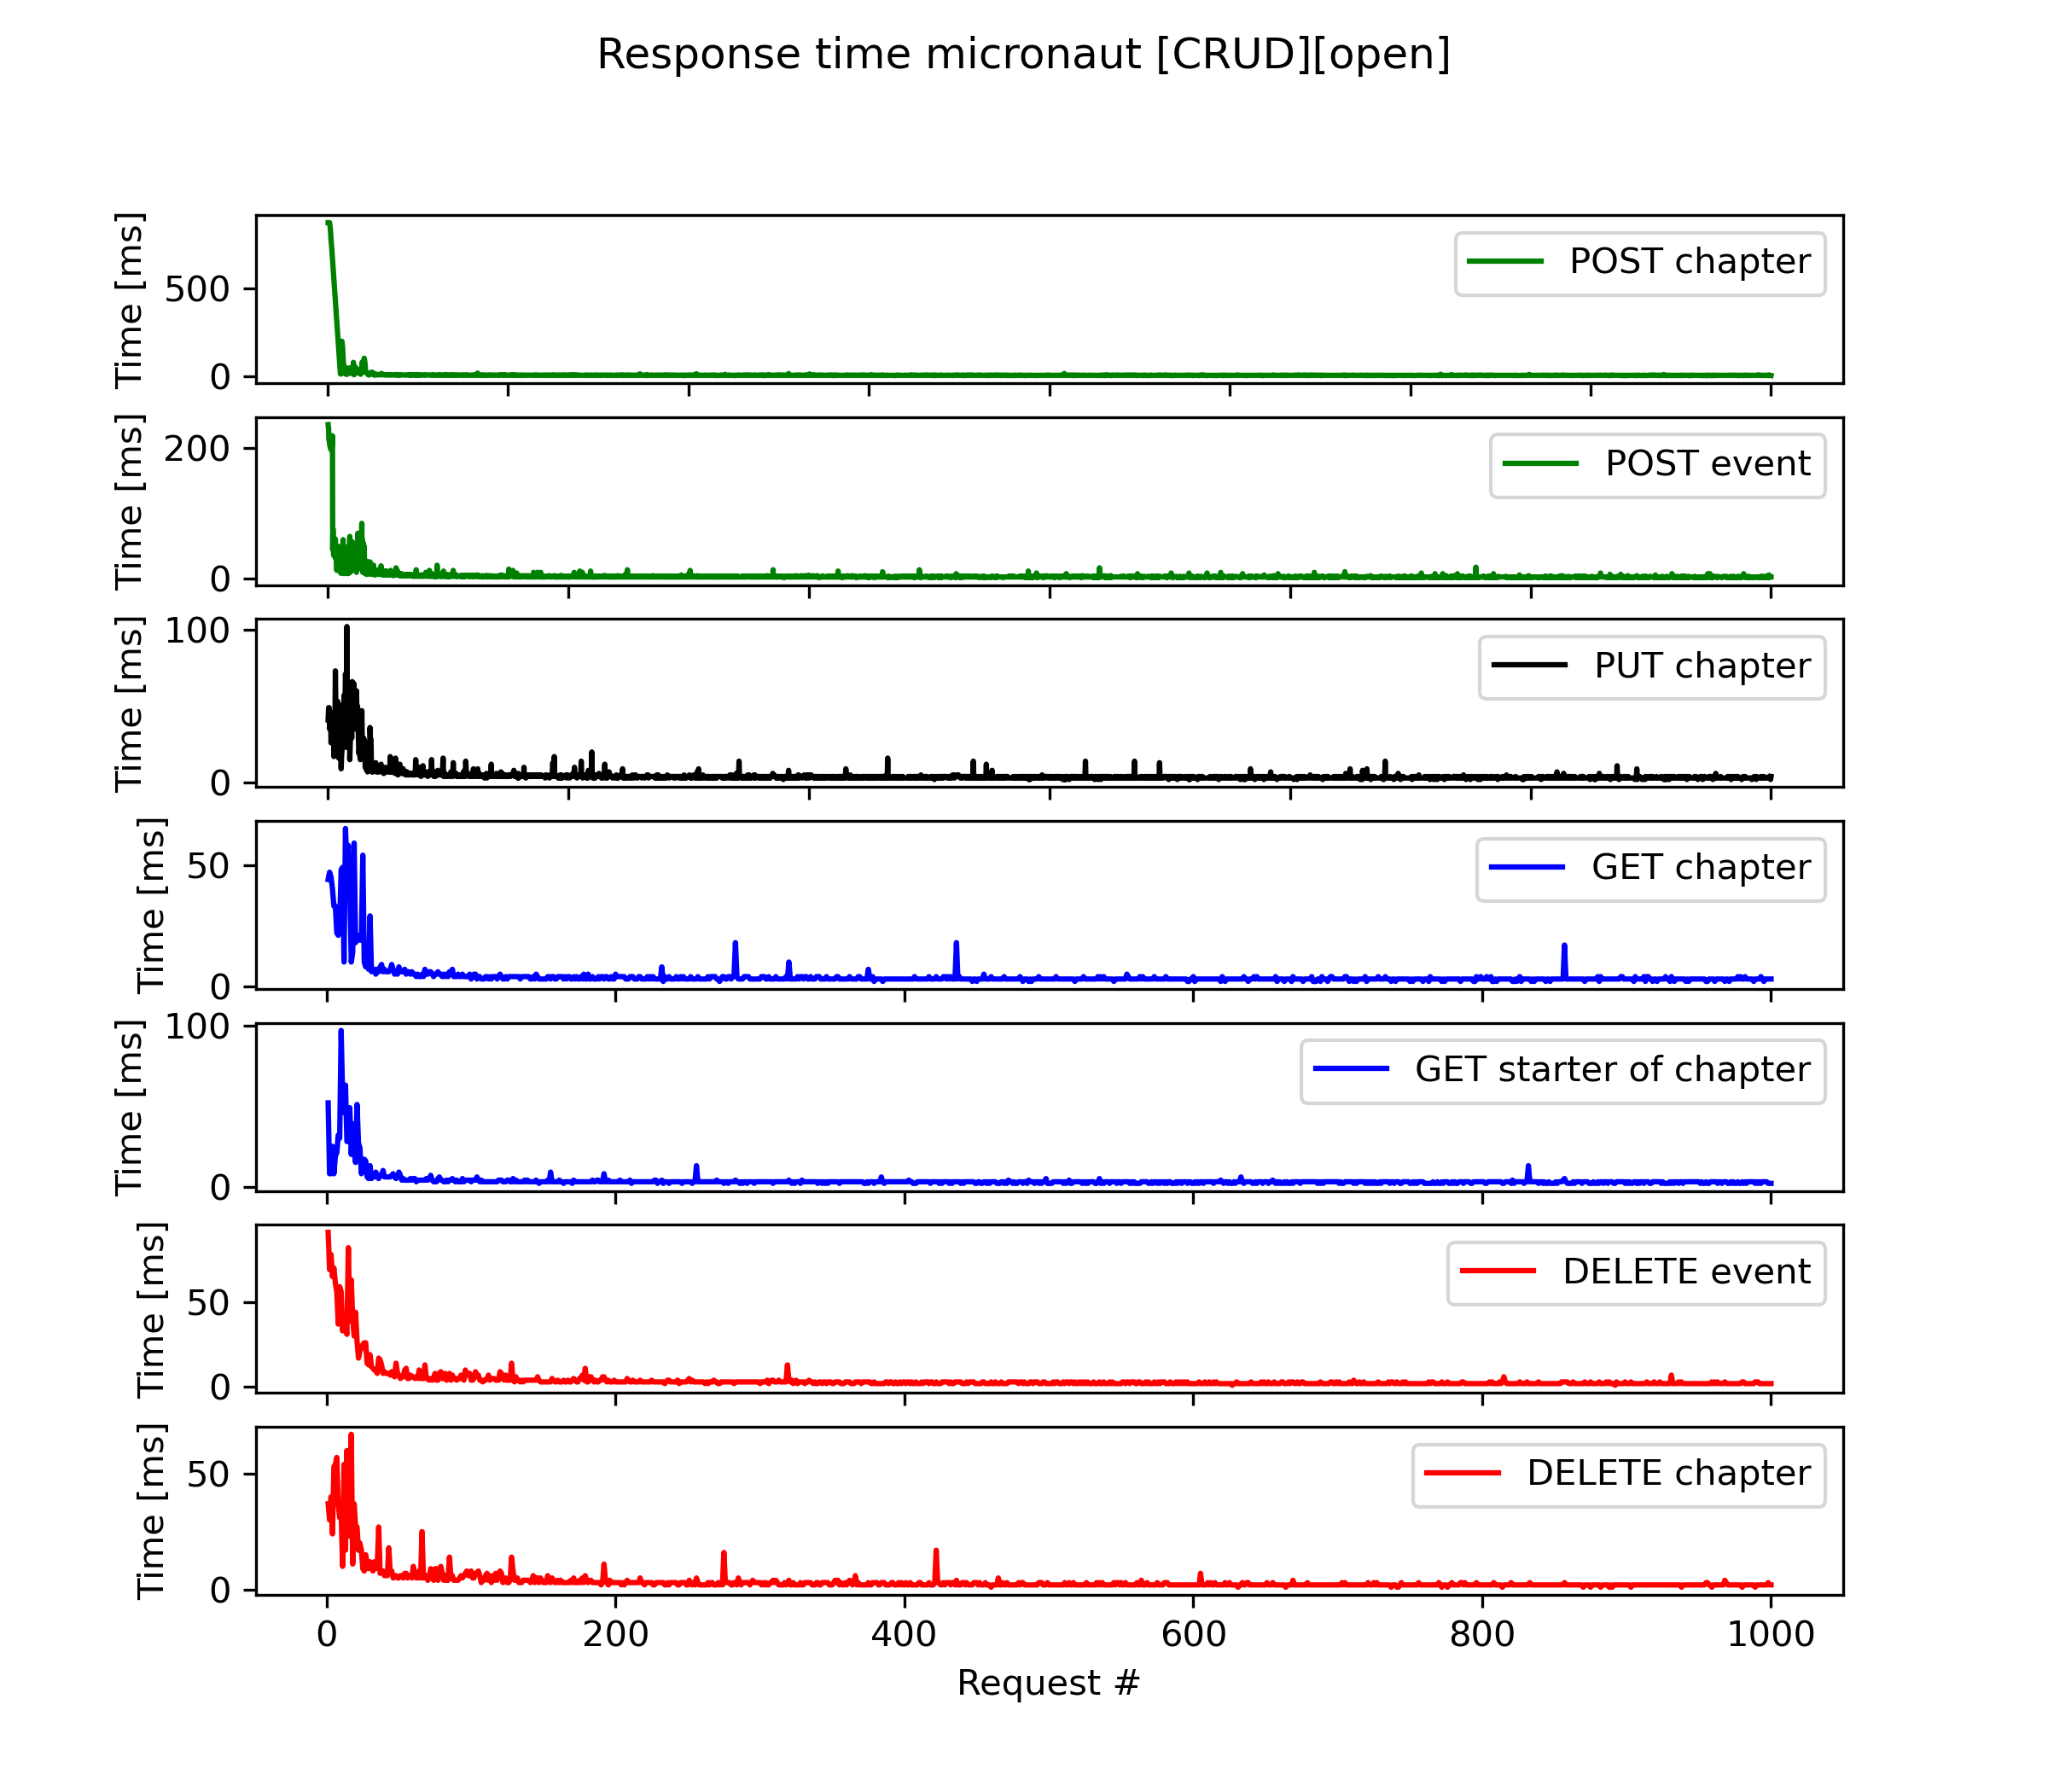 Response time micronaut [CRUD][open]
Time [ms]
500
0
POST chapter
Time [ms]
200
0
POST event
Time [ms]
100
0
PUT chapter
Time [ms]
50
0
GET chapter
Time [ms]
100
0
GET starter of chapter
Time [ms]
50
0
DELETE event
Time [ms]
50
0
DELETE chapter
0 200 400 600 800 1000
Request #